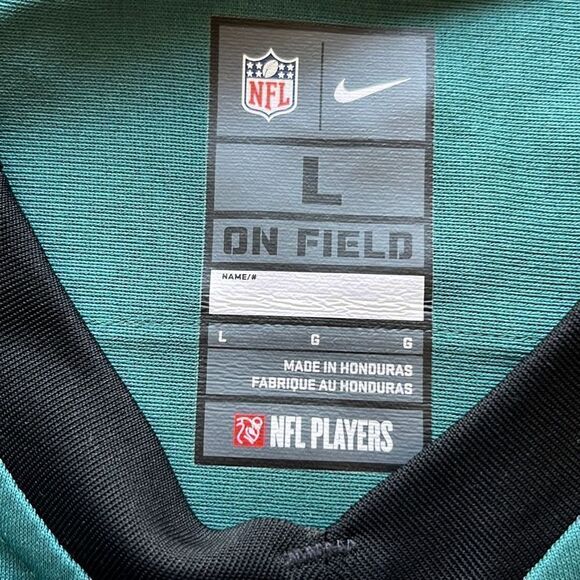 NFL
L
ON FIELD
NAME/#
L G G
MADE IN HONDURAS
FABRIQUE AU HONDURAS
NFL PLAYERS